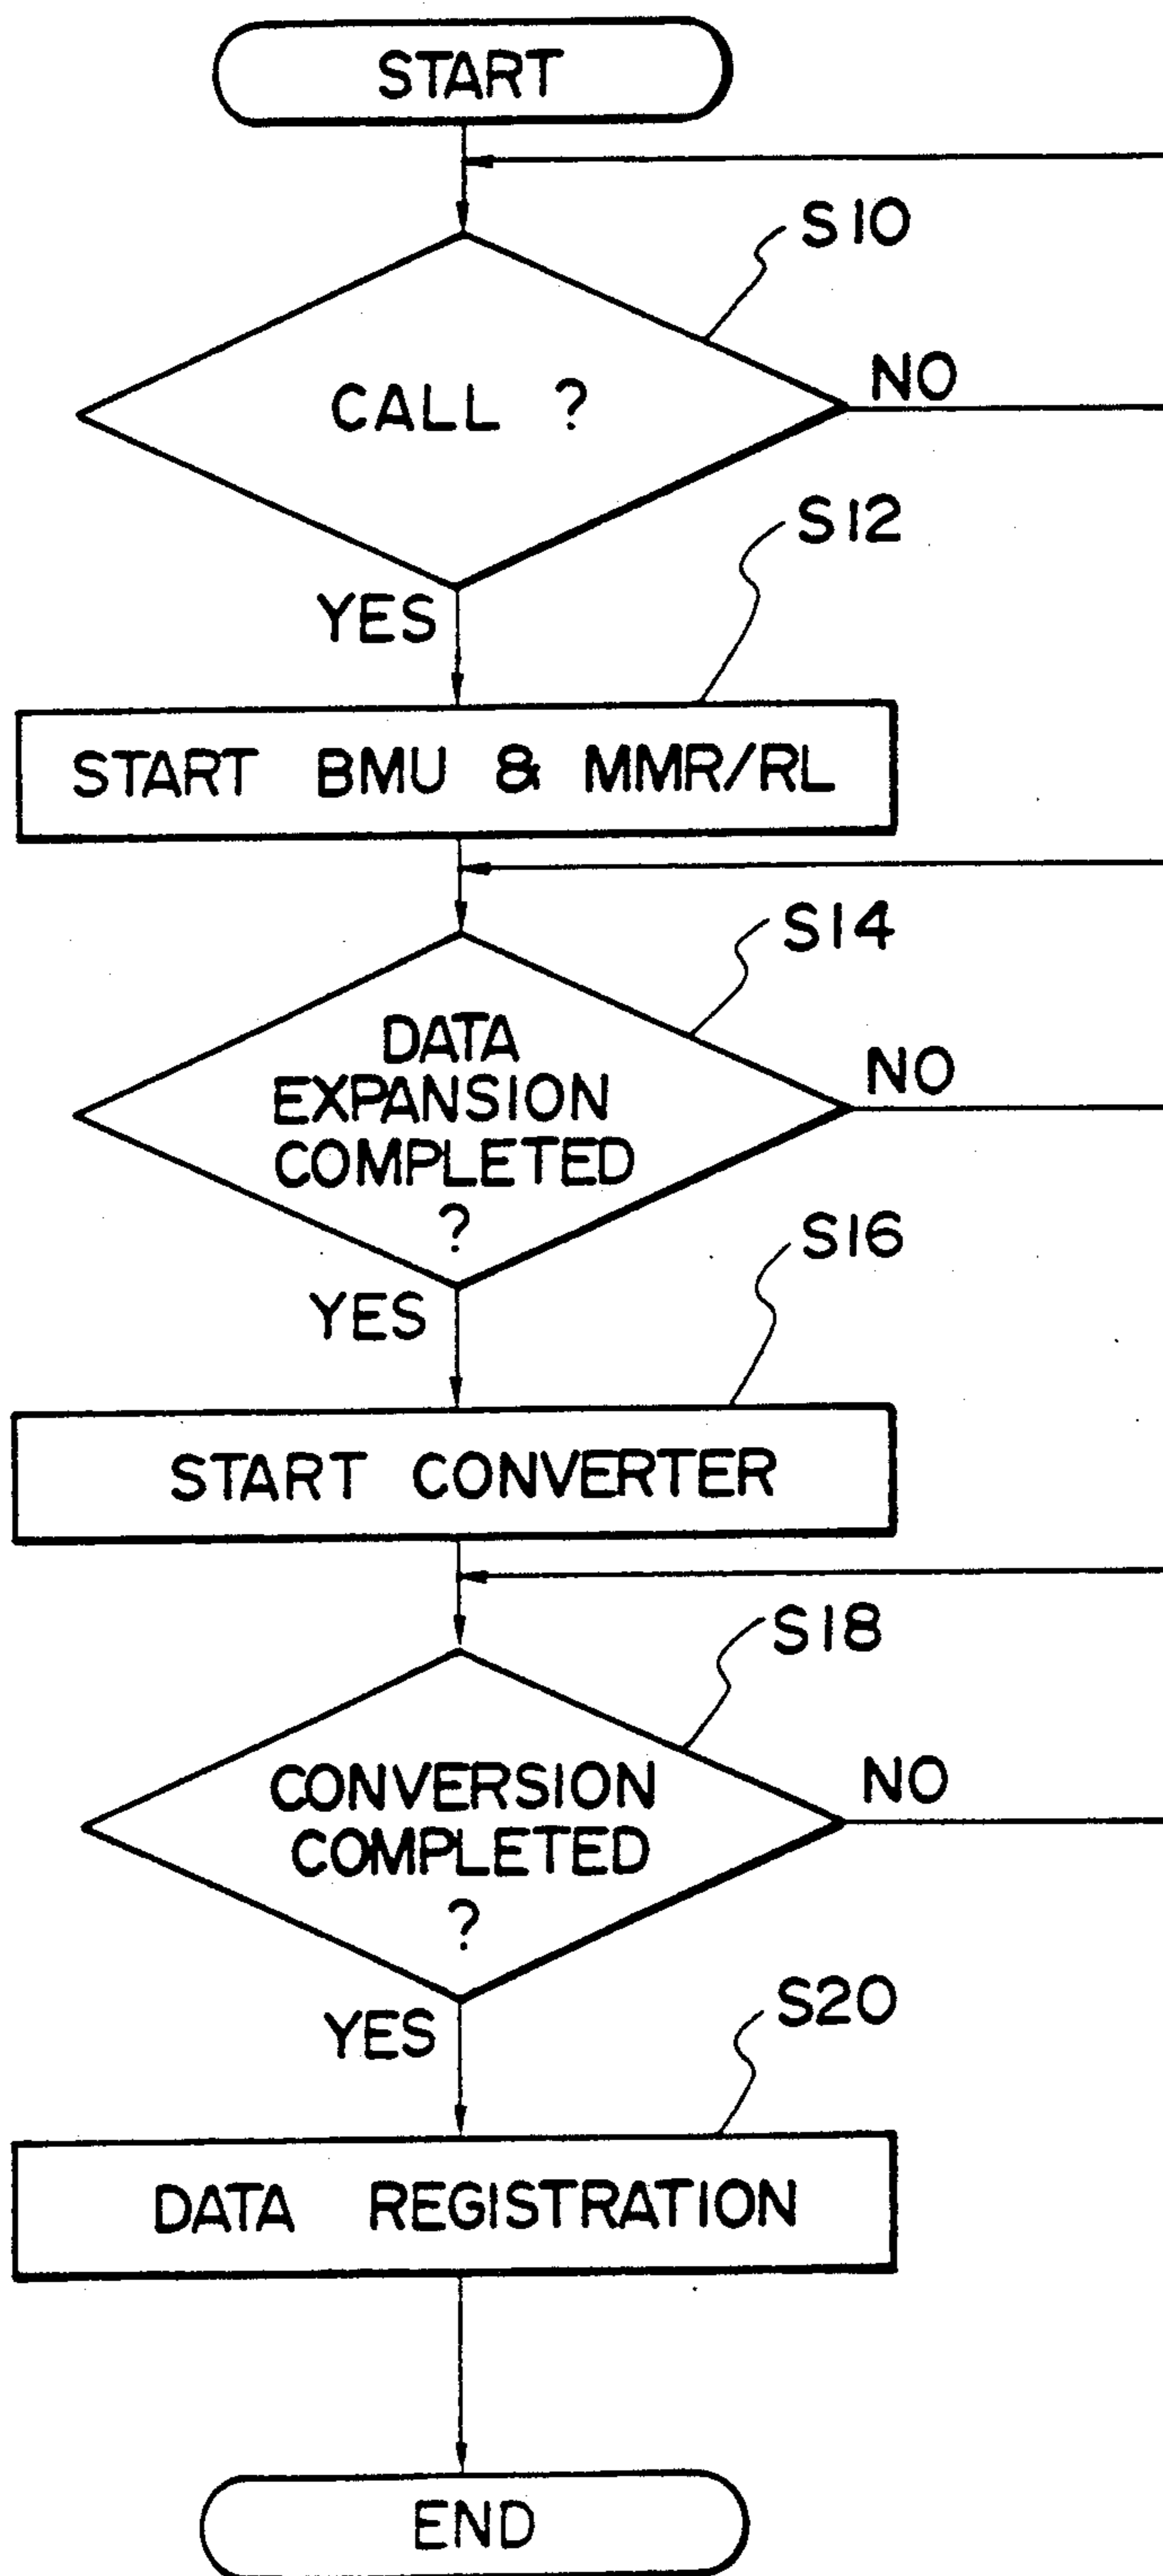 START
S10
CALL ?
NO
S12
YES
START BMU & MMR/RL
S14
DATA
EXPANSION
COMPLETED
?
NO
S16
YES
START CONVERTER
S18
CONVERSION
COMPLETED
?
NO
S20
YES
DATA REGISTRATION
END